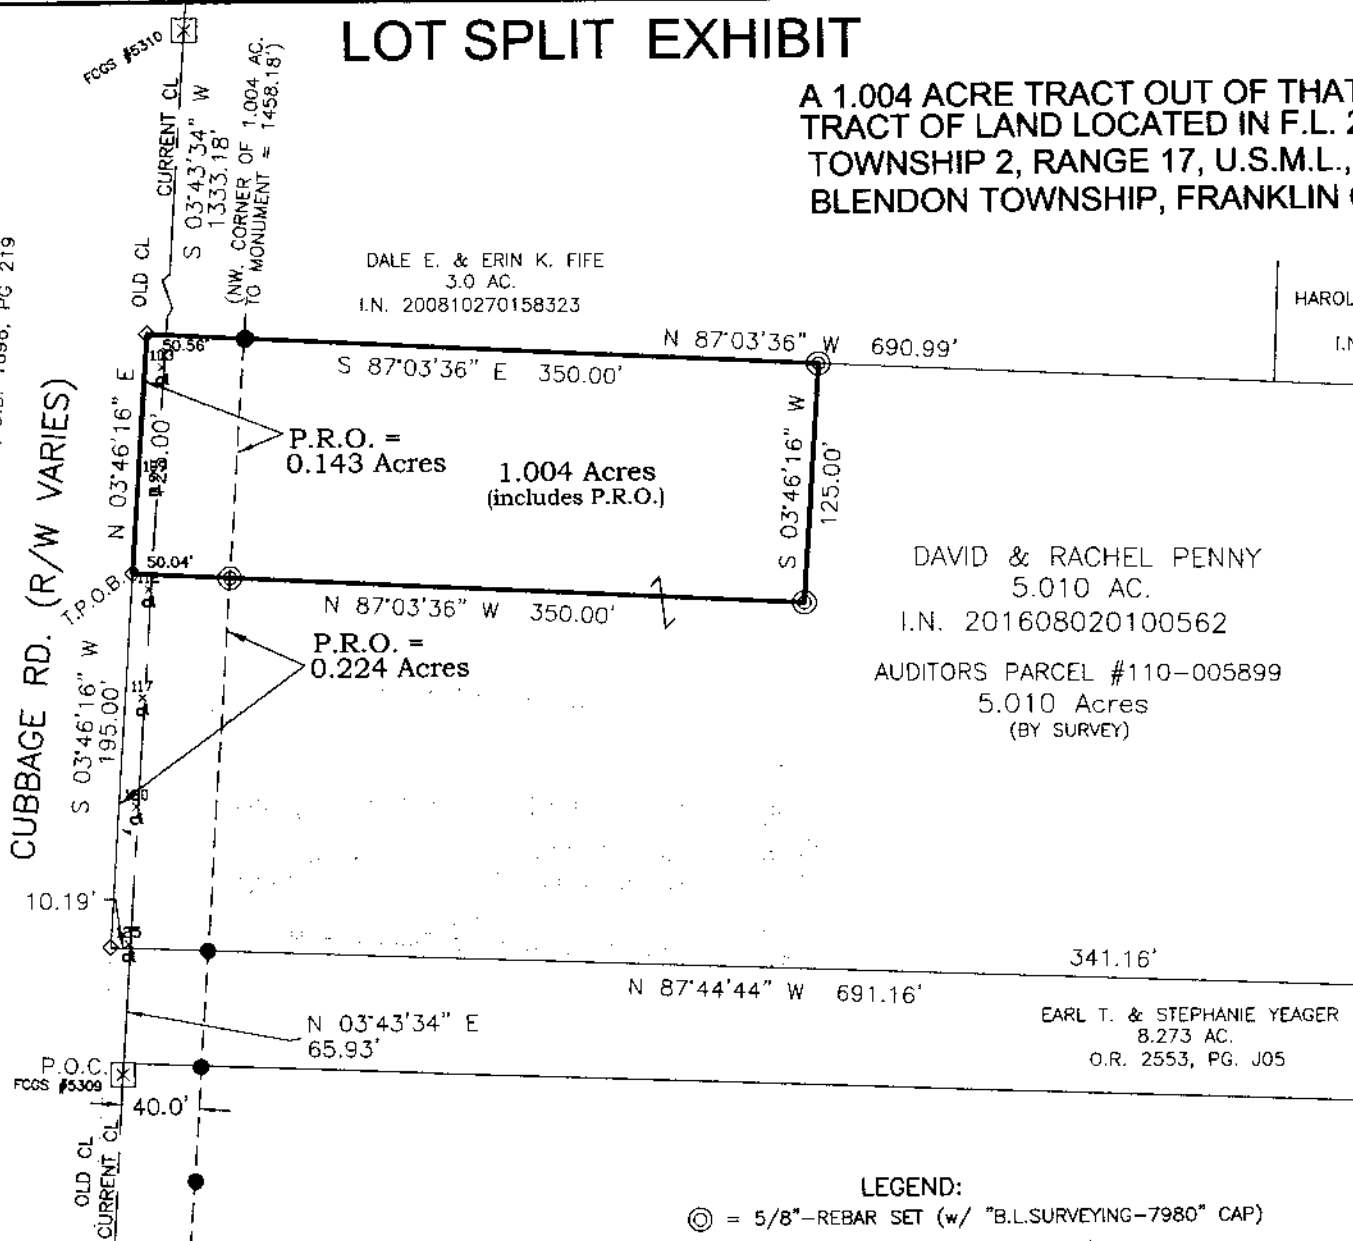 LOT SPLIT EXHIBIT
A 1.004 ACRE TRACT OUT OF THAT
TRACT OF LAND LOCATED IN F.L. 2
TOWNSHIP 2, RANGE 17, U.S.M.L.,
BLENDON TOWNSHIP, FRANKLIN
FCGS #5310
CURRENT CL
S 03°43'34" W
1333.18'
(NW. CORNER OF 1.004 AC.
TO MONUMENT = 1458.18')
OLD CL
PG 219
DALE E. & ERIN K. FIFE
3.0 AC.
I.N. 200810270158323
HAROL
I.N
N 87°03'36" W 690.99'
50.56'
113
S 87°03'36" E 350.00'
N 03°46'16" E
125.00'
P.R.O. =
0.143 Acres
1.004 Acres
(includes P.R.O.)
S 03°46'16" W
125.00'
CUBBAGE RD. (R/W VARIES)
50.04'
T.P.O.B.
N 87°03'36" W 350.00'
DAVID & RACHEL PENNY
5.010 AC.
I.N. 201608020100562
AUDITORS PARCEL #110-005899
5.010 Acres
(BY SURVEY)
P.R.O. =
0.224 Acres
117
S 03°46'16" W
195.00'
10.19'
341.16'
N 87°44'44" W 691.16'
N 03°43'34" E
65.93'
EARL T. & STEPHANIE YEAGER
8.273 AC.
O.R. 2553, PG. J05
P.O.C.
FCGS #5309
40.0'
OLD CL
CURRENT CL
LEGEND:
= 5/8"-REBAR SET (w/ "B.L.SURVEYING-7980" CAP)